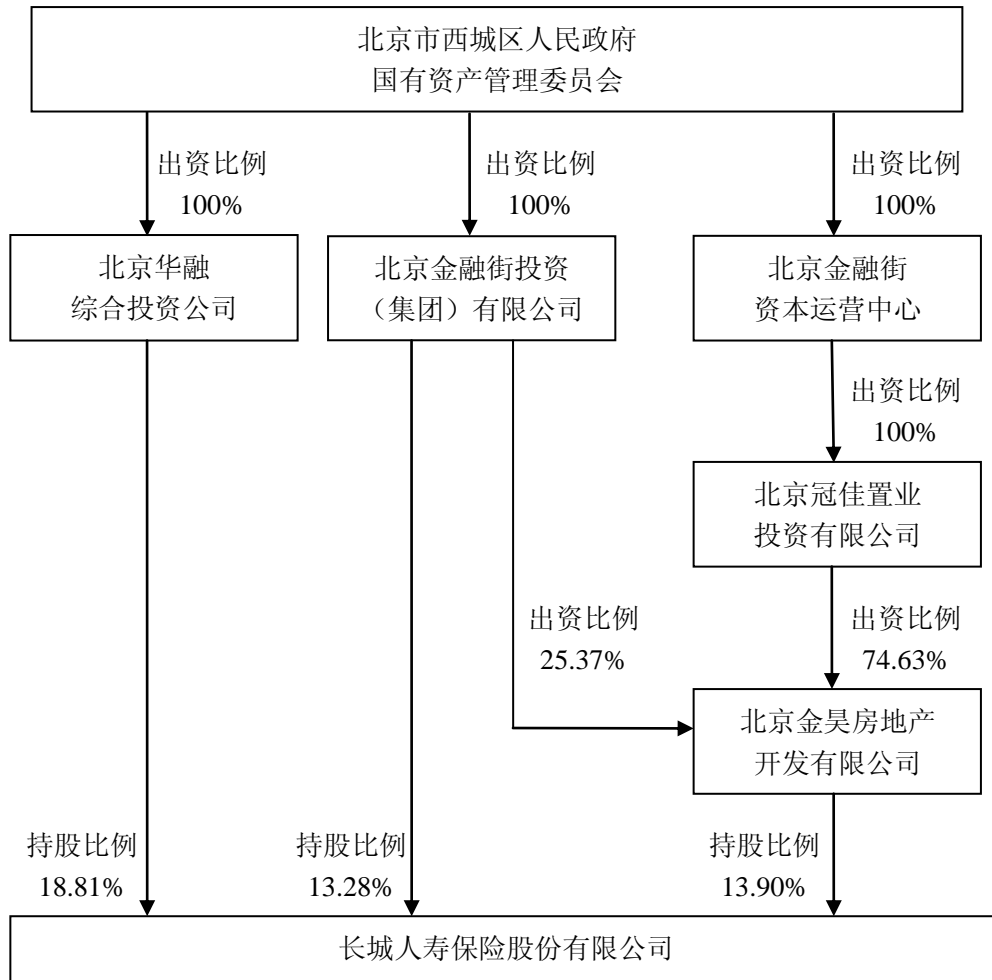 北京市西城区人民政府
国有资产管理委员会
出资比例
100%
出资比例
100%
出资比例
100%
北京华融
综合投资公司
北京金融街投资
（集团）有限公司
北京金融街
资本运营中心
出资比例
100%
北京冠佳置业
投资有限公司
出资比例
25.37%
出资比例
74.63%
北京金昊房地产
开发有限公司
持股比例
18.81%
持股比例
13.28%
持股比例
13.90%
长城人寿保险股份有限公司